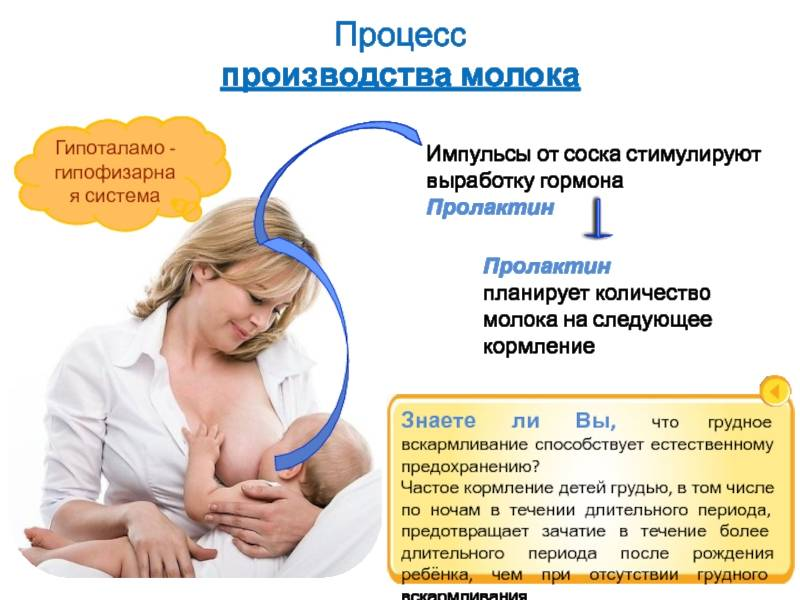 Процесс
производства молока
Гипоталамо -
гипофизарна
я система
Импульсы от соска стимулируют
выработку гормона
Пролактин
Пролактин
планирует количество
молока на следующее
кормление
Знаете ли Вы, что грудное
вскармливание способствует естественному
предохранению?
Частое кормление детей грудью, в том числе
по ночам в течении длительного периода,
предотвращает зачатие в течение более
длительного периода после рождения
ребёнка, чем при отсутствии грудного
вскармливания